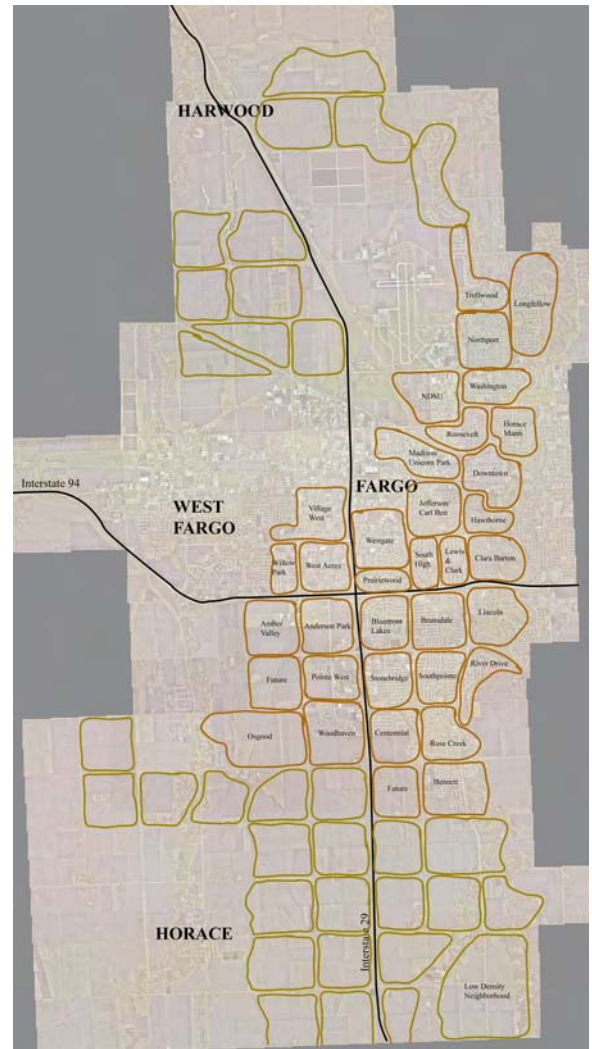 HARWOOD
Trollwood
Longfellow
Northport
Washington
NDSU
Roosevelt
Horace
Mann
Madison/
Unicorn Park
Downtown
Interstate 94
FARGO
WEST
FARGO
Village
West
Jefferson/
Carl Ben
Hawthorne
Westgate
Willow
Park
West Acres
South
High
Lewis
&
Clark
Clara Barton
Prairiewood
Amber
Valley
Anderson Park
Bluemont
Lakes
Brunsdale
Lincoln
River Drive
Future
Pointe West
Stonebridge
Southpointe
Osgood
Woodhaven
Centennial
Rose Creek
Future
Bennett
HORACE
Interstate 29
Low Density
Neighborhood